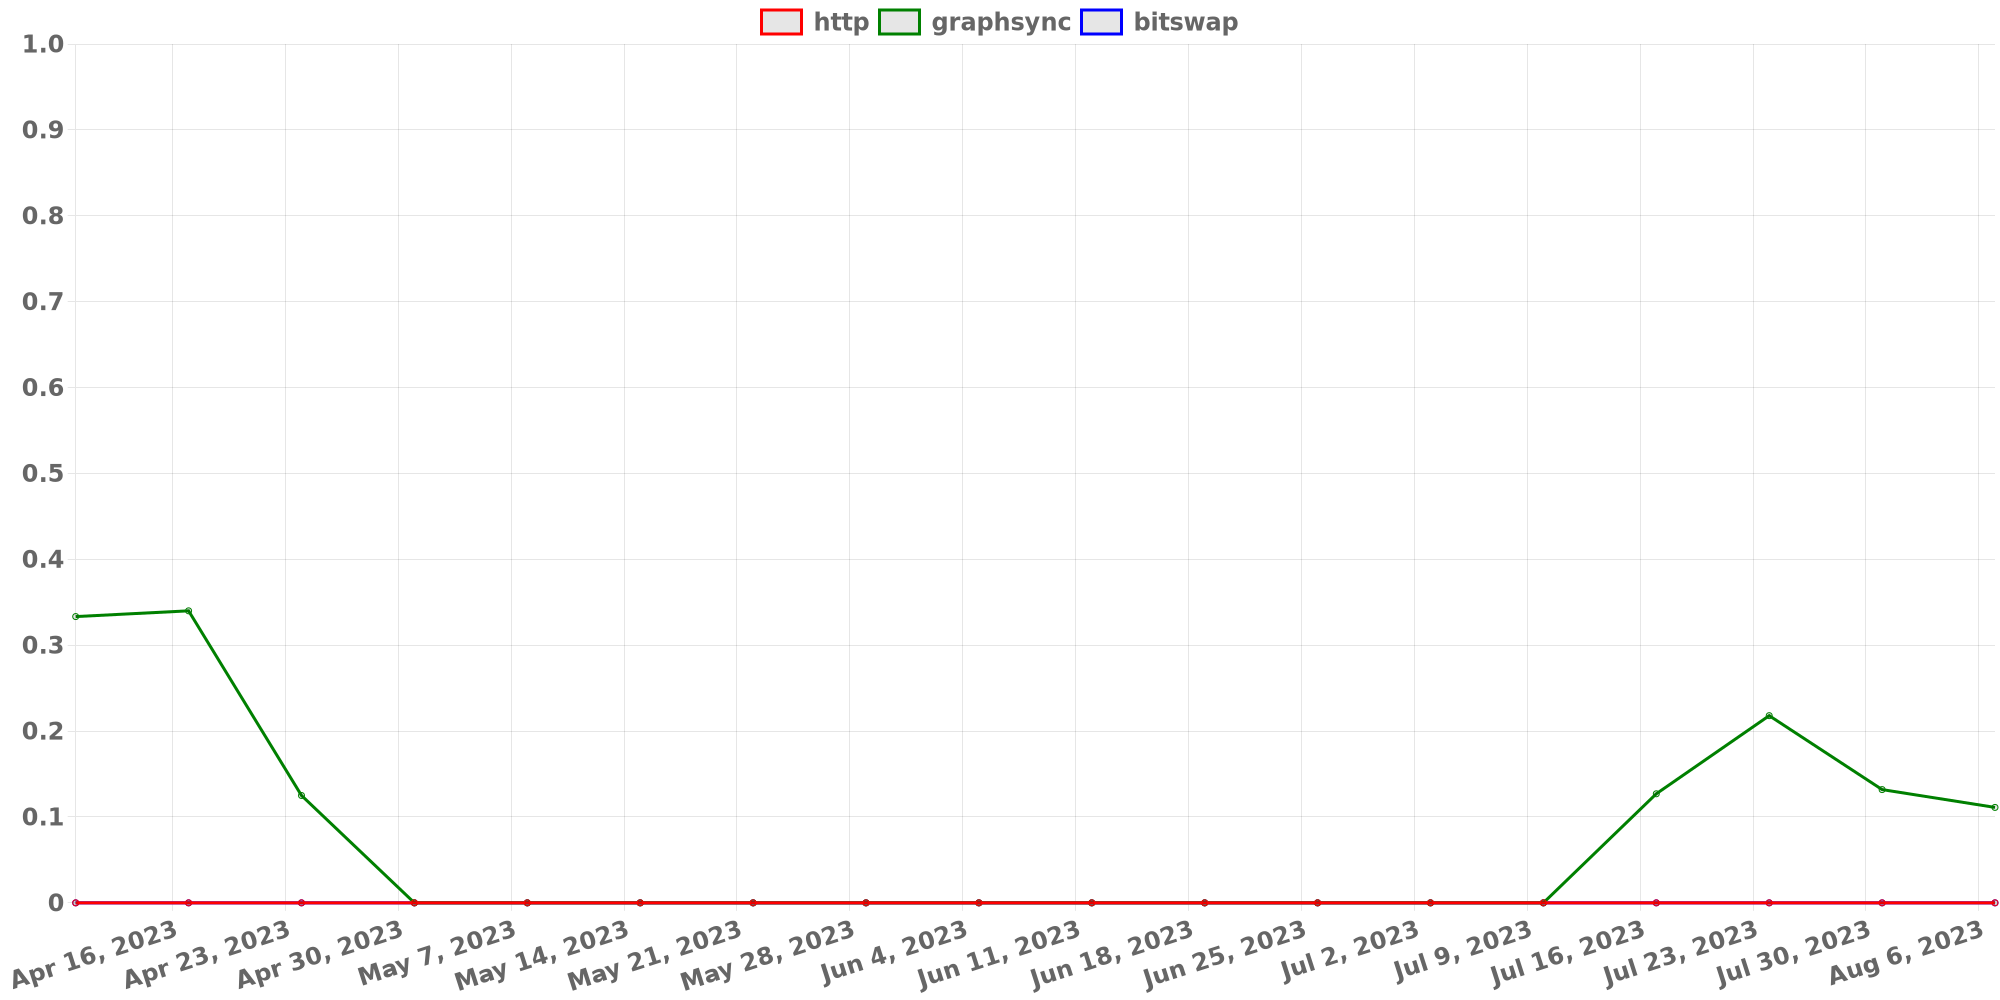 http graphsync bitswap
1.0
0.9
0.8
0.7
0.6
0.5
0.4
0.3
0.2
0.1
0
Apr 16, 2023
Apr 23, 2023
Apr 30, 2023
May 7, 2023
May 14, 2023
May 21, 2023
May 28, 2023
Jun 4, 2023
Jun 11, 2023
Jun 18, 2023
Jun 25, 2023
Jul 2, 2023
Jul 9, 2023
Jul 16, 2023
Jul 23, 2023
Jul 30, 2023
Aug 6, 2023